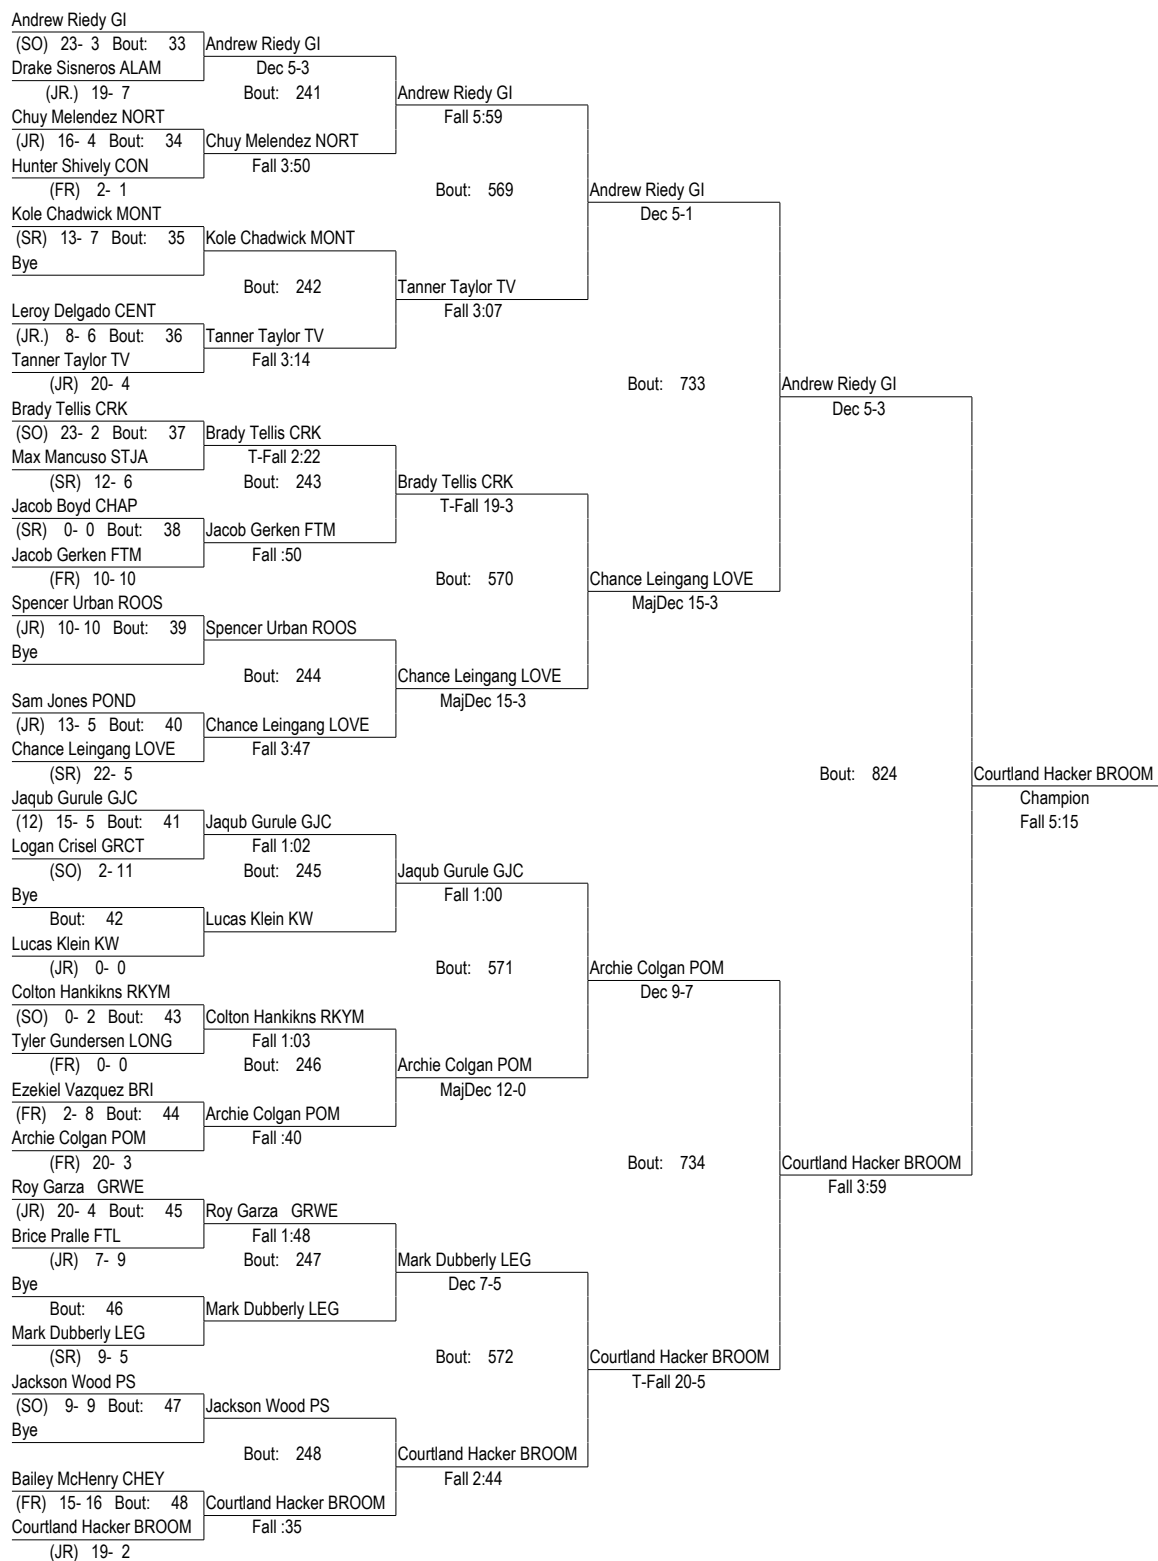 Andrew Riedy GI
(SO) 23- 3 Bout: 33 Andrew Riedy GI
Drake Sisneros ALAM Dec 5-3
(JR.) 19- 7 Bout: 241 Andrew Riedy GI
Chuy Melendez NORT Fall 5:59
(JR) 16- 4 Bout: 34 Chuy Melendez NORT
Hunter Shively CON Fall 3:50
(FR) 2- 1 Bout: 569 Andrew Riedy GI
Kole Chadwick MONT Dec 5-1
(SR) 13- 7 Bout: 35 Kole Chadwick MONT
Bye
Bout: 242 Tanner Taylor TV
Leroy Delgado CENT Fall 3:07
(JR.) 8- 6 Bout: 36 Tanner Taylor TV
Tanner Taylor TV Fall 3:14
(JR) 20- 4 Bout: 733 Andrew Riedy GI
Brady Tellis CRK Dec 5-3
(SO) 23- 2 Bout: 37 Brady Tellis CRK
Max Mancuso STJA T-Fall 2:22
(SR) 12- 6 Bout: 243 Brady Tellis CRK
Jacob Boyd CHAP T-Fall 19-3
(SR) 0- 0 Bout: 38 Jacob Gerken FTM
Jacob Gerken FTM Fall :50
(FR) 10- 10 Bout: 570 Chance Leingang LOVE
Spencer Urban ROOS MajDec 15-3
(JR) 10- 10 Bout: 39 Spencer Urban ROOS
Bye
Bout: 244 Chance Leingang LOVE
Sam Jones POND MajDec 15-3
(JR) 13- 5 Bout: 40 Chance Leingang LOVE
Chance Leingang LOVE Fall 3:47
(SR) 22- 5 Bout: 824 Courtland Hacker BROOM
Jaqub Gurule GJC Champion
(12) 15- 5 Bout: 41 Jaqub Gurule GJC Fall 5:15
Logan Crisel GRCT Fall 1:02
(SO) 2- 11 Bout: 245 Jaqub Gurule GJC
Bye Fall 1:00
Bout: 42 Lucas Klein KW
Lucas Klein KW
(JR) 0- 0 Bout: 571 Archie Colgan POM
Colton Hankikns RKYM Dec 9-7
(SO) 0- 2 Bout: 43 Colton Hankikns RKYM
Tyler Gundersen LONG Fall 1:03
(FR) 0- 0 Bout: 246 Archie Colgan POM
Ezekiel Vazquez BRI MajDec 12-0
(FR) 2- 8 Bout: 44 Archie Colgan POM
Archie Colgan POM Fall :40
(FR) 20- 3 Bout: 734 Courtland Hacker BROOM
Roy Garza GRWE Fall 3:59
(JR) 20- 4 Bout: 45 Roy Garza GRWE
Brice Pralle FTL Fall 1:48
(JR) 7- 9 Bout: 247 Mark Dubberly LEG
Bye Dec 7-5
Bout: 46 Mark Dubberly LEG
Mark Dubberly LEG
(SR) 9- 5 Bout: 572 Courtland Hacker BROOM
Jackson Wood PS T-Fall 20-5
(SO) 9- 9 Bout: 47 Jackson Wood PS
Bye
Bout: 248 Courtland Hacker BROOM
Bailey McHenry CHEY Fall 2:44
(FR) 15- 16 Bout: 48 Courtland Hacker BROOM
Courtland Hacker BROOM Fall :35
(JR) 19- 2